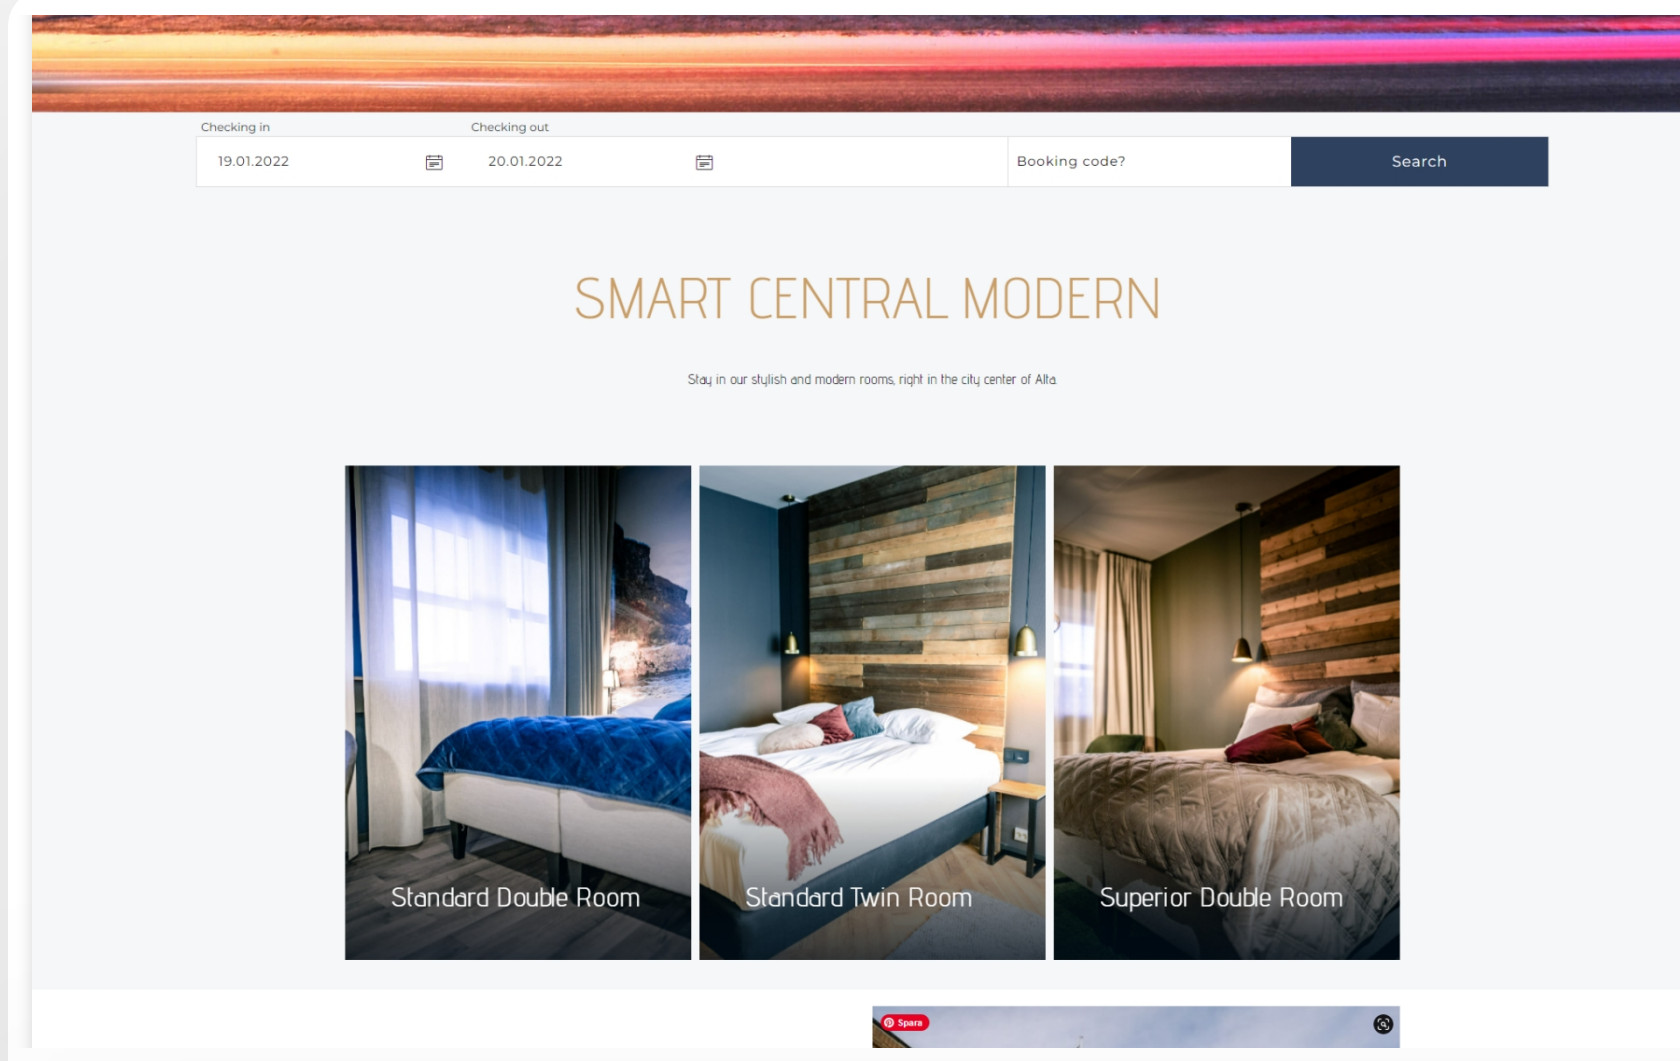 Checking in
Checking out
19.01.2022
20.01.2022
Booking code?
Search
SMART CENTRAL MODERN
Stay in our stylish and modern rooms, right in the city center of Alta.
Standard Double Room
Standard Twin Room
Superior Double Room
Spara